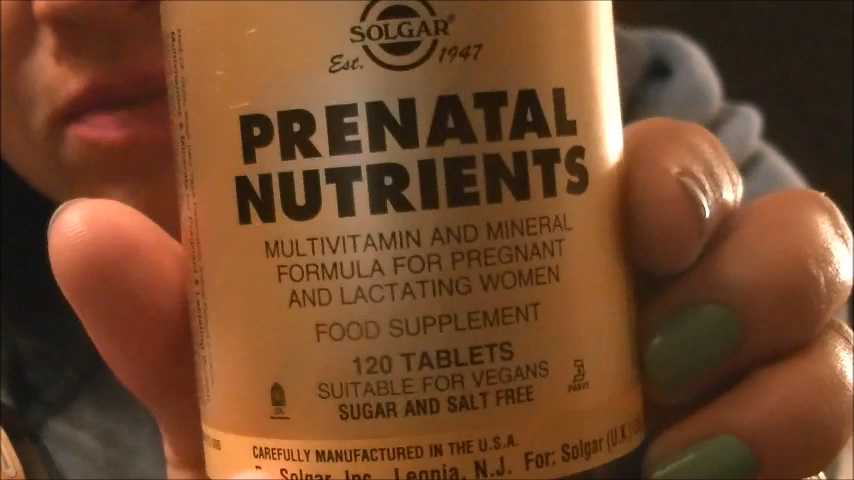 SOLGAR®
Est. 1947
PRENATAL
NUTRIENTS
MULTIVITAMIN AND MINERAL
FORMULA FOR PREGNANT
AND LACTATING WOMEN
FOOD SUPPLEMENT
120 TABLETS
SUITABLE FOR VEGANS
SUGAR AND SALT FREE
PARVE
CAREFULLY MANUFACTURED IN THE U.S.A.
Solgar, Inc. Leonia, N.J. For: Solgar (U.K.)